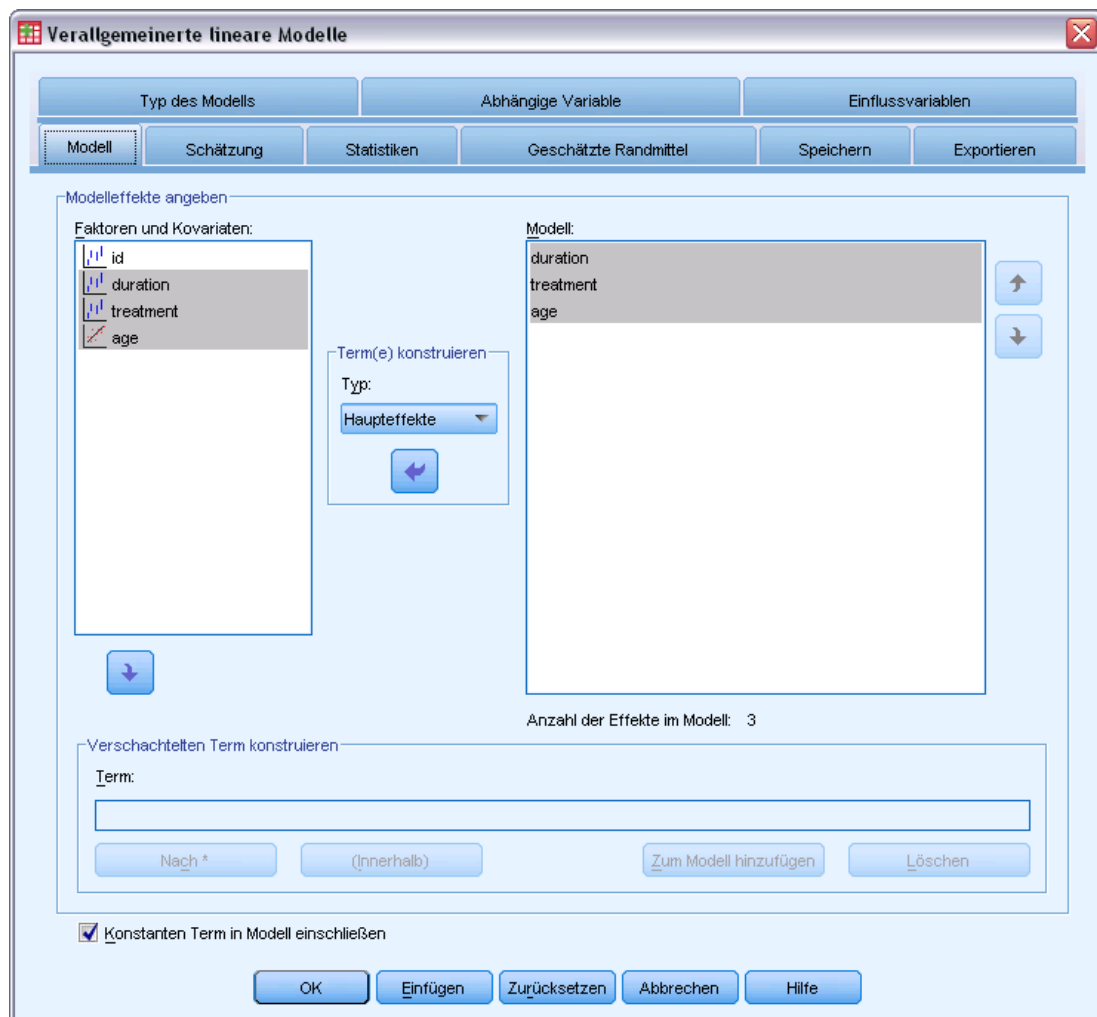 Verallgemeinerte lineare Modelle
Typ des Modells Abhängige Variable Einflussvariablen
Modell Schätzung Statistiken Geschätzte Randmittel Speichern Exportieren
Modelleffekte angeben
Faktoren und Kovariaten:
id
duration
treatment
age
Term(e) konstruieren
Typ:
Haupteffekte
Modell:
duration
treatment
age
Anzahl der Effekte im Modell: 3
Verschachtelten Term konstruieren
Term:
Nach * (Innerhalb) Zum Modell hinzufügen Löschen
Konstanten Term in Modell einschließen
OK Einfügen Zurücksetzen Abbrechen Hilfe